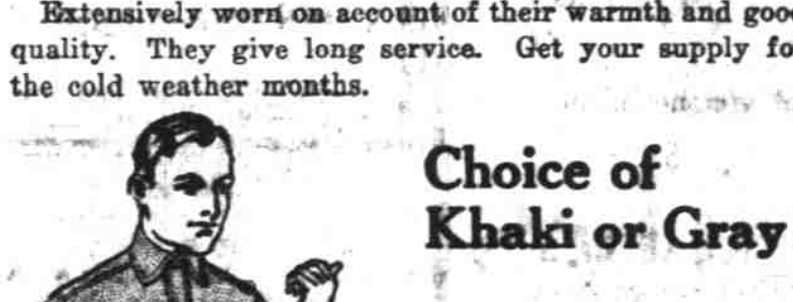 Extensively worn on account of their warmth and good
quality. They give long service. Get your supply fo
the cold weather months.
Choice of
Khaki or Gray